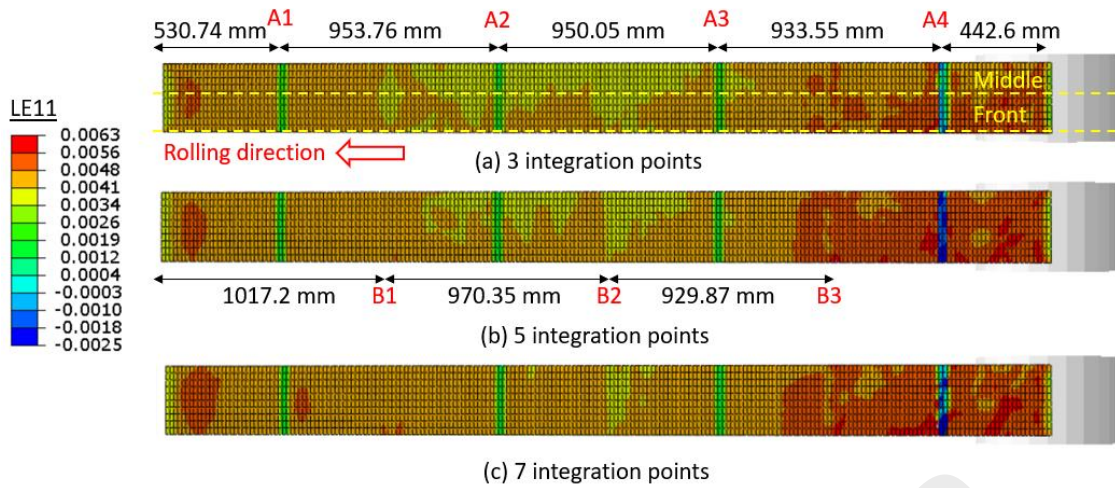 A1 A2 A3 A4
530.74 mm 953.76 mm 950.05 mm 933.55 mm 442.6 mm
Middle
Front
LE11
0.0063
0.0056
0.0048
0.0041
0.0034
0.0026
0.0019
0.0012
0.0004
-0.0003
-0.0010
-0.0018
-0.0025
Rolling direction
(a) 3 integration points
1017.2 mm B1 970.35 mm B2 929.87 mm B3
(b) 5 integration points
(c) 7 integration points